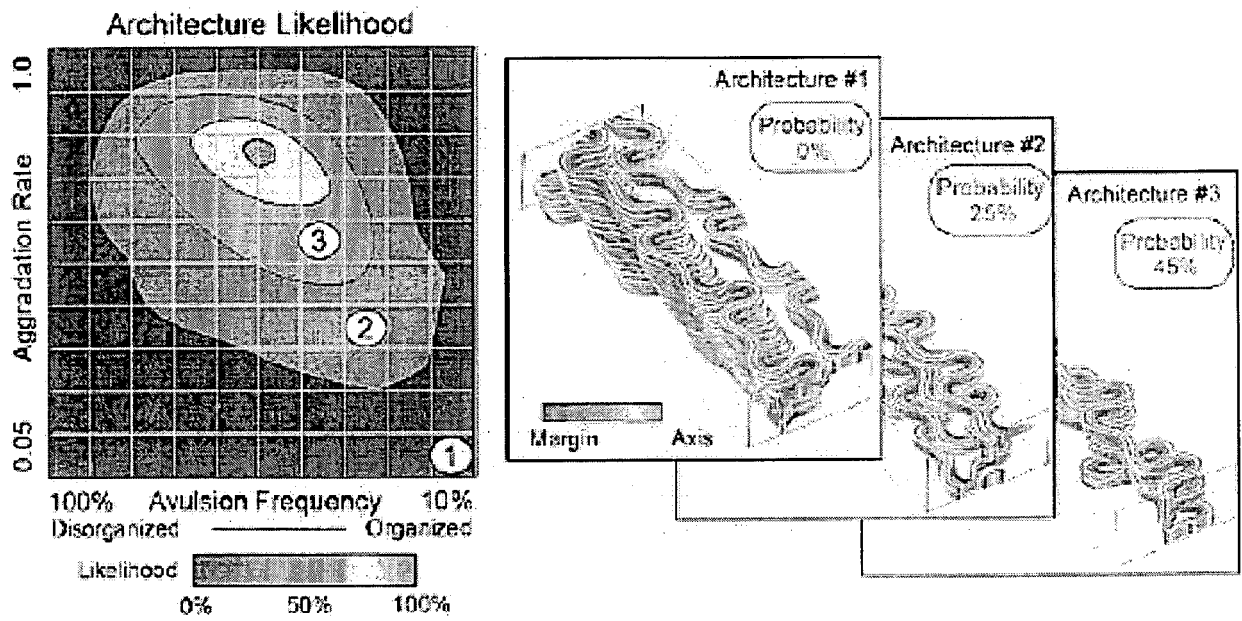 Architecture Likelihood
1.0
Aggradation Rate
0.05
3
2
1
100% Avulsion Frequency 10%
Disorganized Organized
Likelihood
0% 50% 100%
Architecture #1
Probability
0%
Margin Axis
Architecture #2
Probability
25%
Architecture #3
Probability
45%